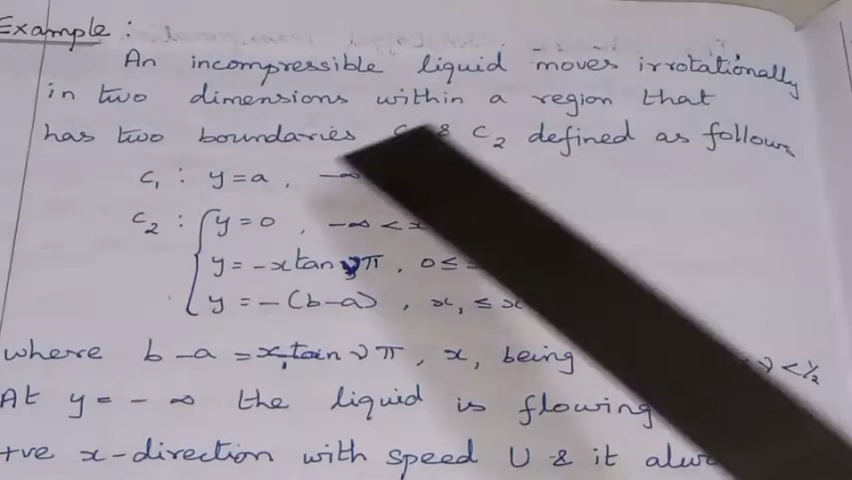 Example :
An incompressible liquid moves irrotationally
in two dimensions within a region that
has two boundaries & C₂ defined as follows
C₁ : y = a , -∞
C₂ : { y = 0 , -∞ <
y = -x tan νπ , 0 ≤
y = -(b-a) , x₁ ≤ x
where b-a = x₁ tan νπ , x₁ being ν < ½
At y = - ∞ the liquid is flowing
+ve x-direction with speed U & it